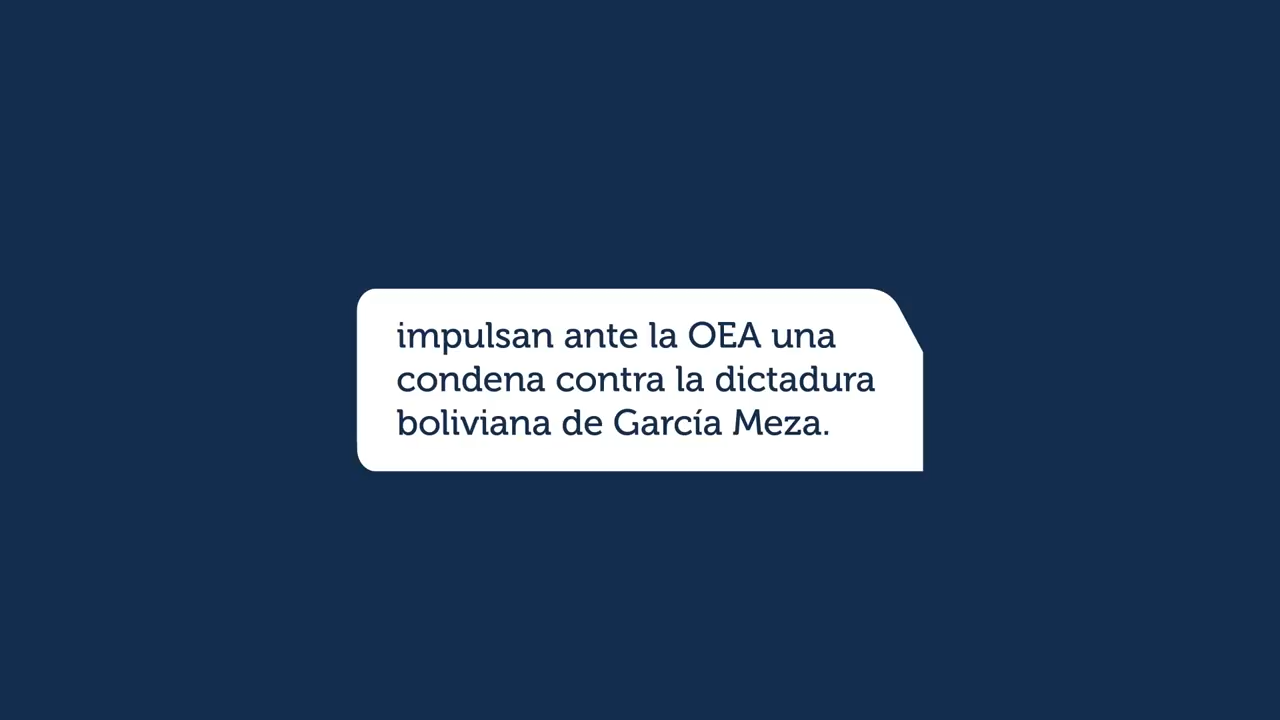 impulsan ante la OEA una
condena contra la dictadura
boliviana de García Meza.